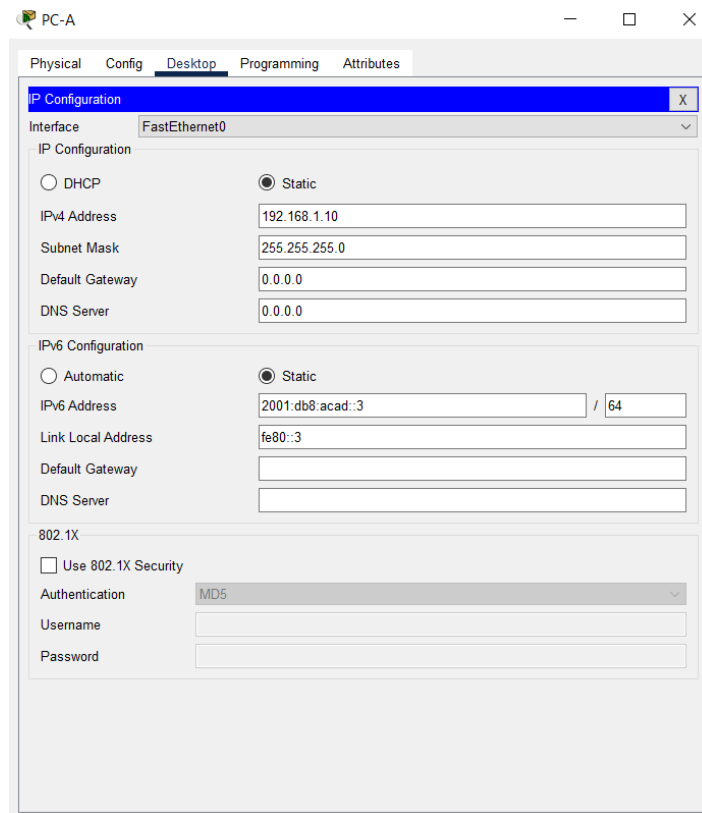 PC-A
Physical Config Desktop Programming Attributes
IP Configuration X
Interface FastEthernet0
IP Configuration
DHCP Static
IPv4 Address 192.168.1.10
Subnet Mask 255.255.255.0
Default Gateway 0.0.0.0
DNS Server 0.0.0.0
IPv6 Configuration
Automatic Static
IPv6 Address 2001:db8:acad::3 / 64
Link Local Address fe80::3
Default Gateway
DNS Server
802.1X
Use 802.1X Security
Authentication MD5
Username
Password